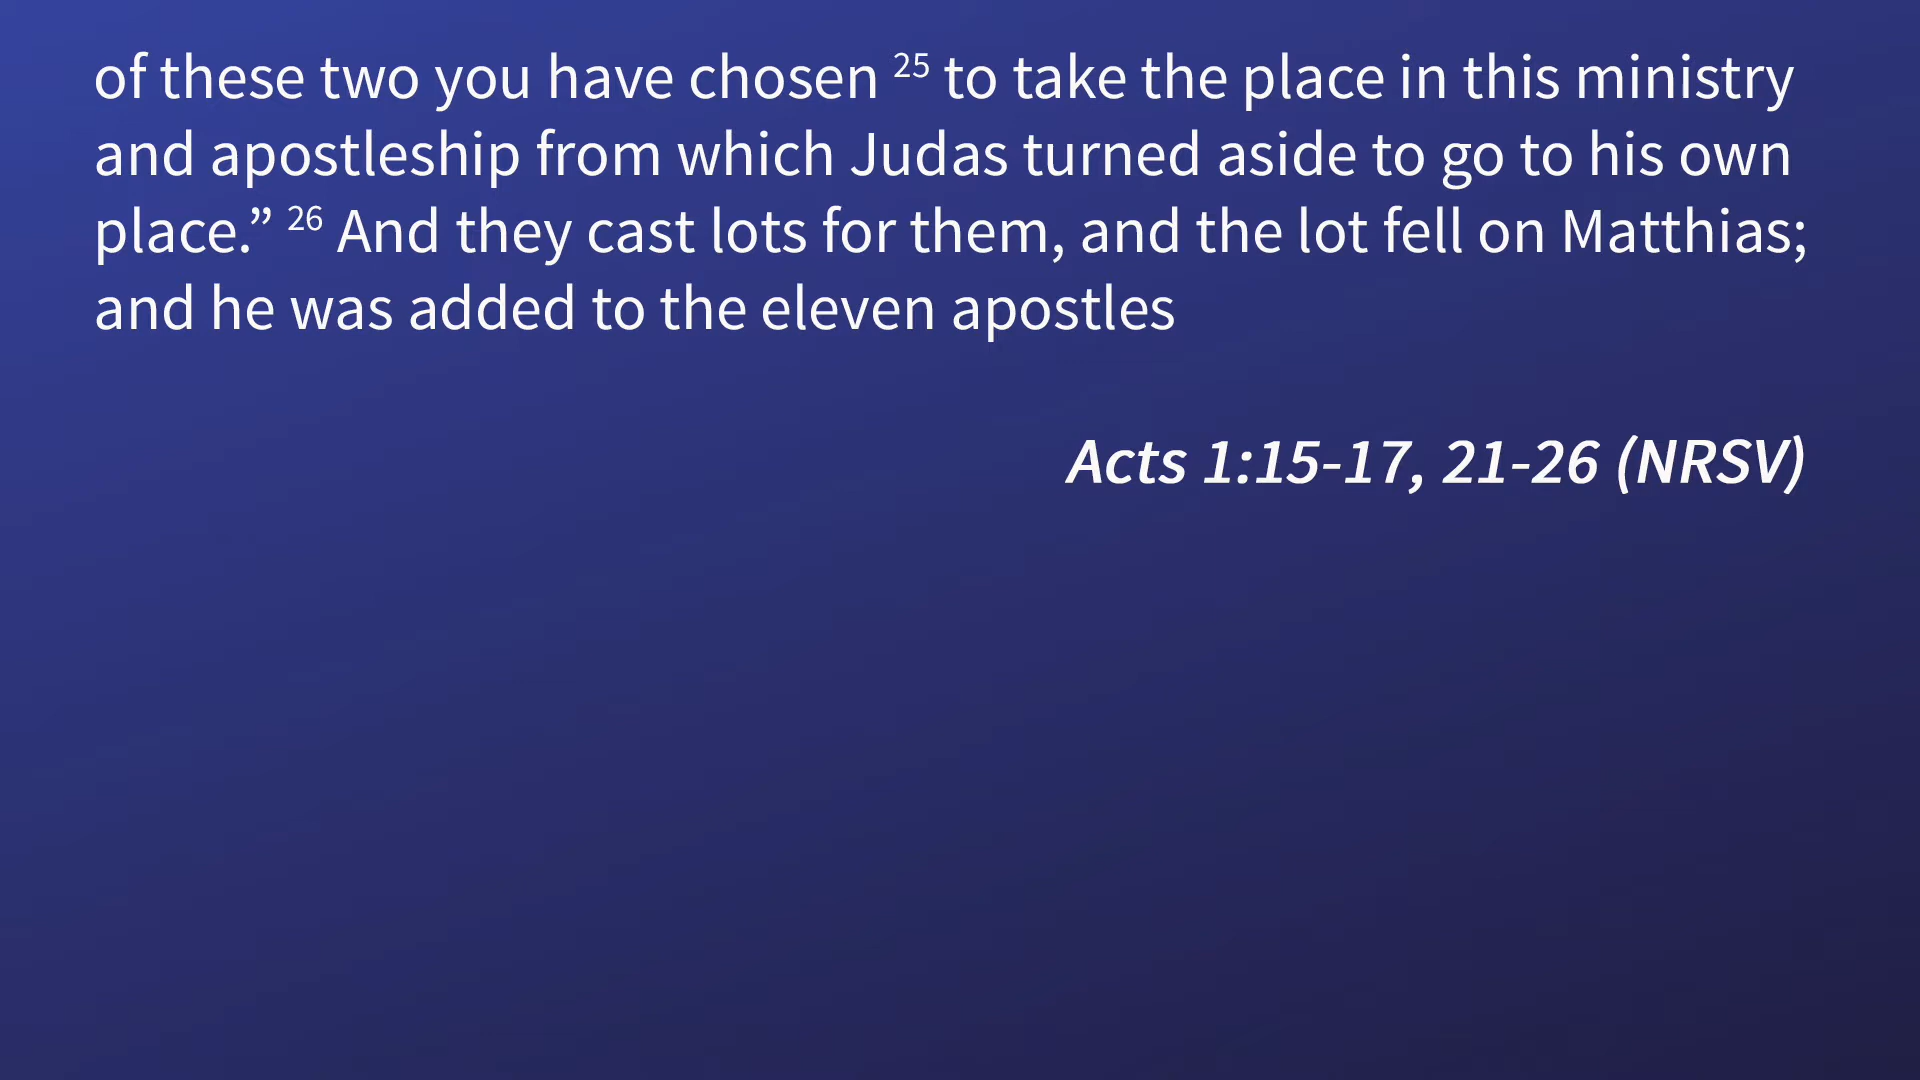 of these two you have chosen 25 to take the place in this ministry
and apostleship from which Judas turned aside to go to his own
place.” 26 And they cast lots for them, and the lot fell on Matthias;
and he was added to the eleven apostles
Acts 1:15-17, 21-26 (NRSV)